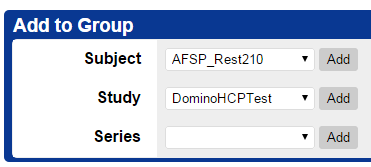 Add to Group
Subject AFSP_Rest210 Add
Study DominoHCPTest Add
Series Add